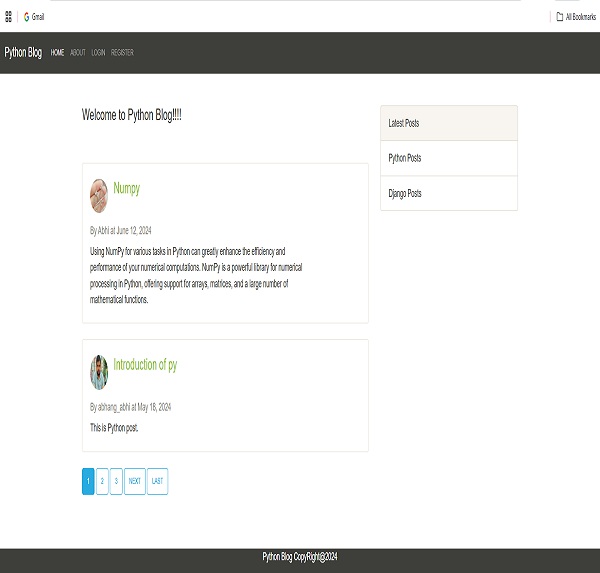 Gmail
All Bookmarks
Python Blog HOME ABOUT LOGIN REGISTER
Welcome to Python Blog!!!!
Numpy
By Abhi at June 12, 2024
Using NumPy for various tasks in Python can greatly enhance the efficiency and
performance of your numerical computations. NumPy is a powerful library for numerical
processing in Python, offering support for arrays, matrices, and a large number of
mathematical functions.
Introduction of py
By abhang_abhi at May 18, 2024
This is Python post.
1 2 3 NEXT LAST
Latest Posts
Python Posts
Django Posts
Python Blog CopyRight@2024